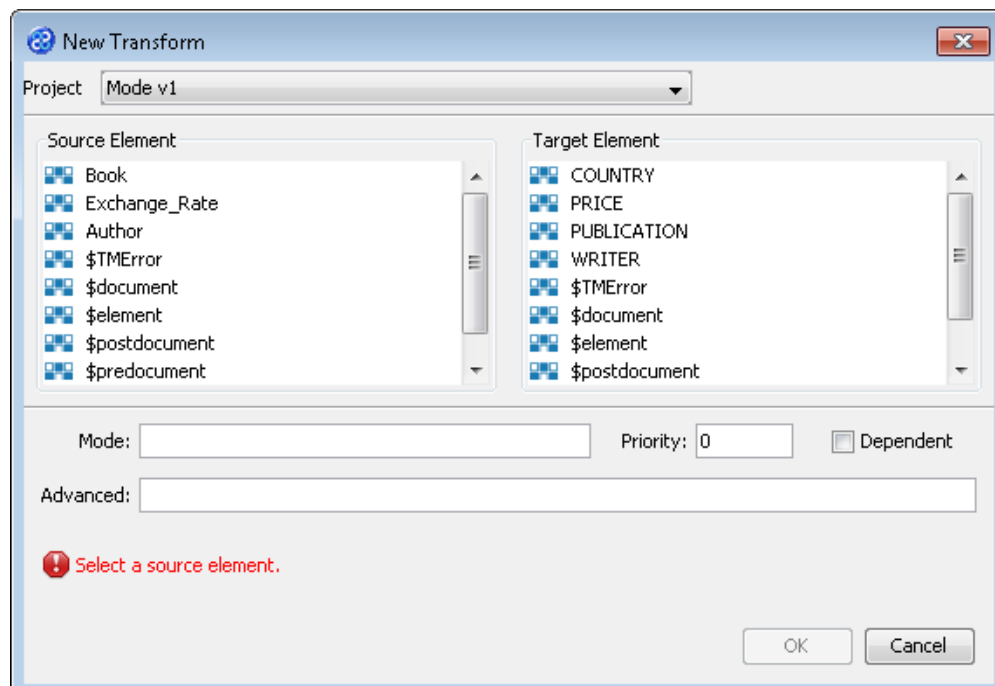 New Transform
Project Mode v1
Source Element
Book
Exchange_Rate
Author
$TMError
$document
$element
$postdocument
$predocument
Target Element
COUNTRY
PRICE
PUBLICATION
WRITER
$TMError
$document
$element
$postdocument
Mode: Priority: 0 Dependent
Advanced:
Select a source element.
OK Cancel